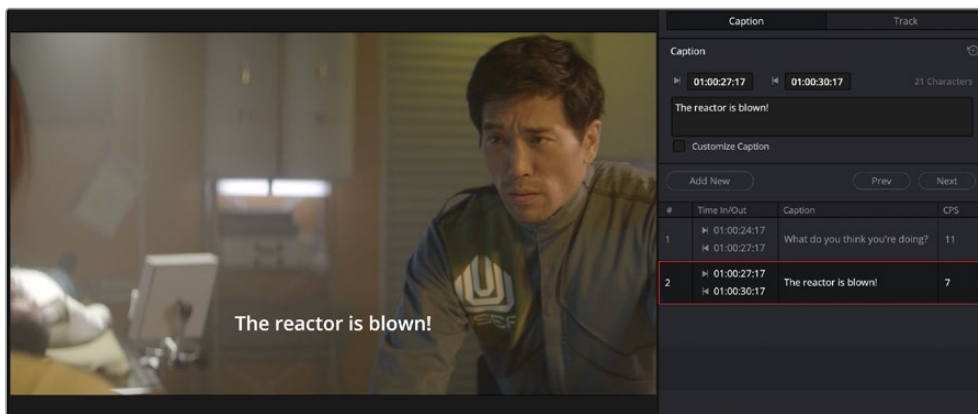 Caption
Track
Caption
01:00:27:17
01:00:30:17
21 Characters
The reactor is blown!
Customize Caption
Add New
Prev
Next
# Time In/Out Caption CPS
1 01:00:24:17 What do you think you're doing? 11
01:00:27:17
2 01:00:27:17 The reactor is blown! 7
01:00:30:17
The reactor is blown!